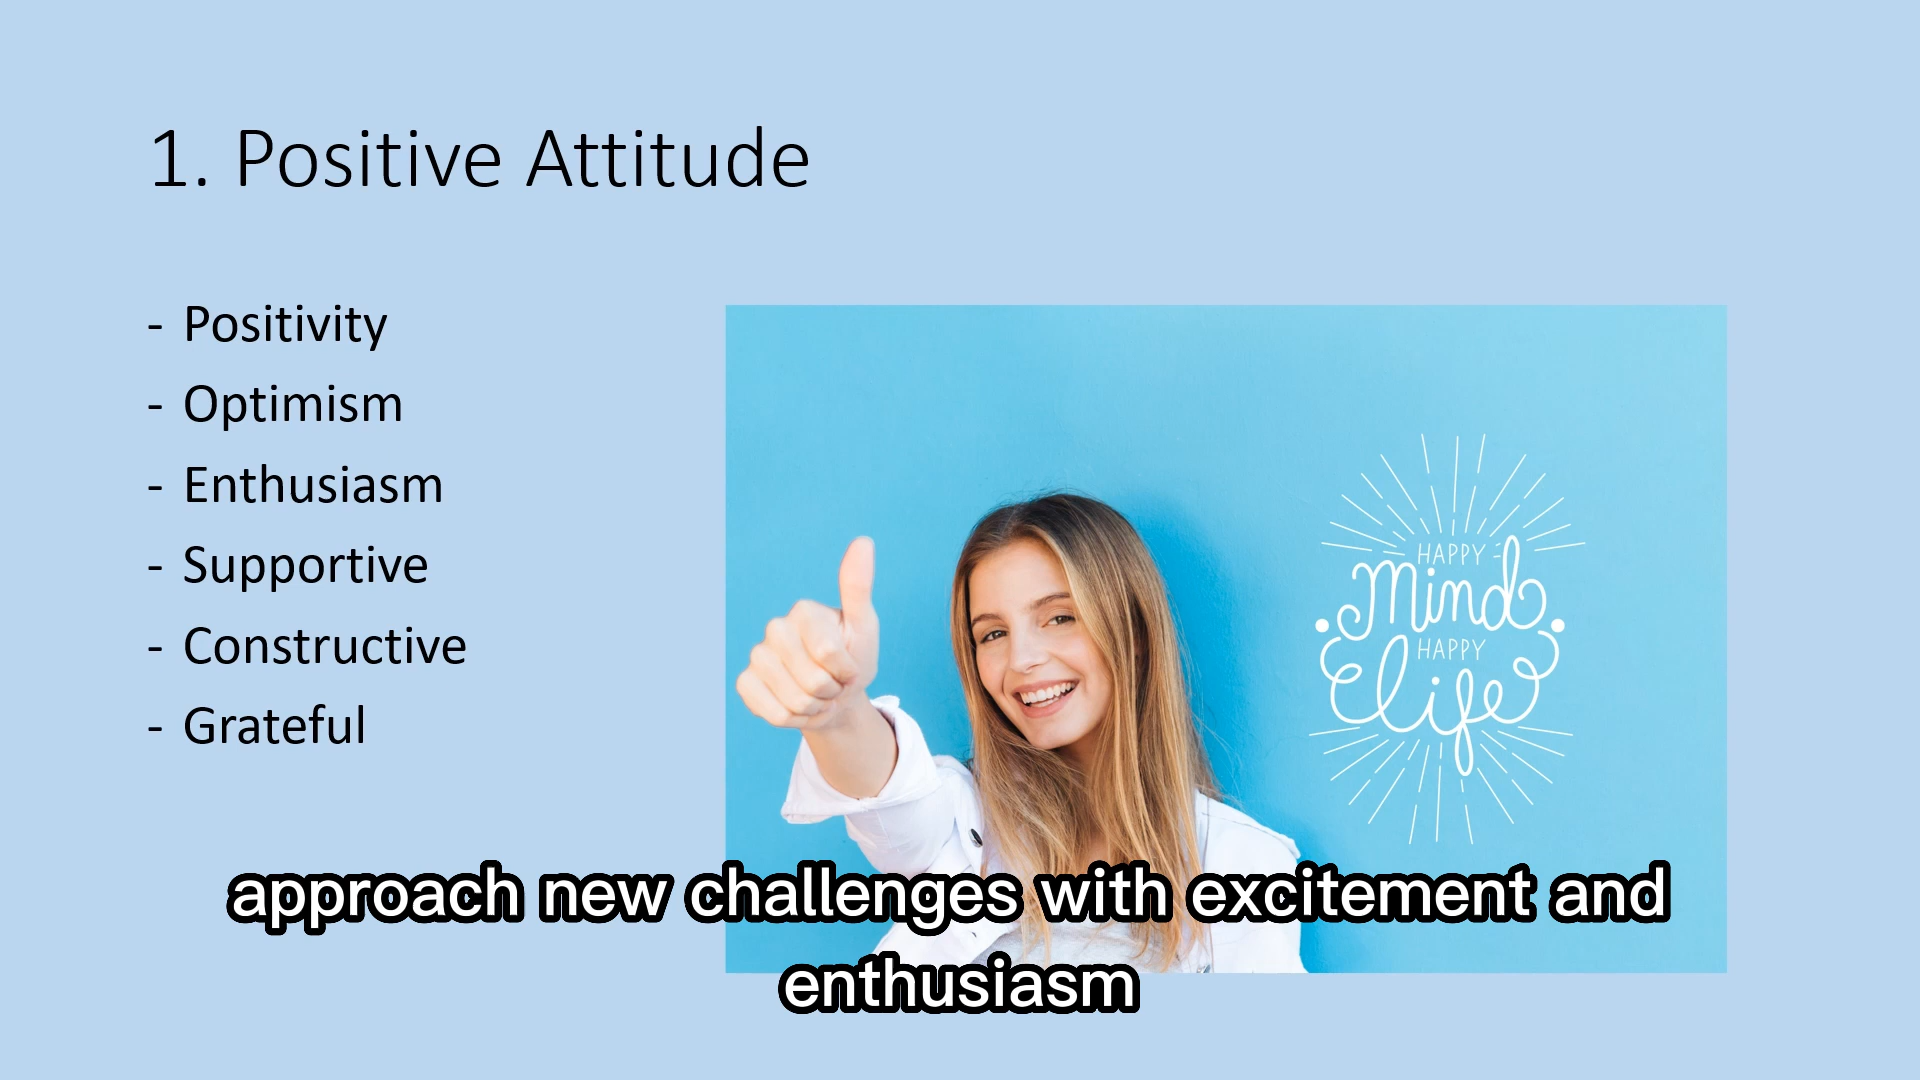 1. Positive Attitude
- Positivity
- Optimism
- Enthusiasm
- Supportive
- Constructive
- Grateful
HAPPY
Mind
HAPPY
Life
approach new challenges with excitement and
enthusiasm